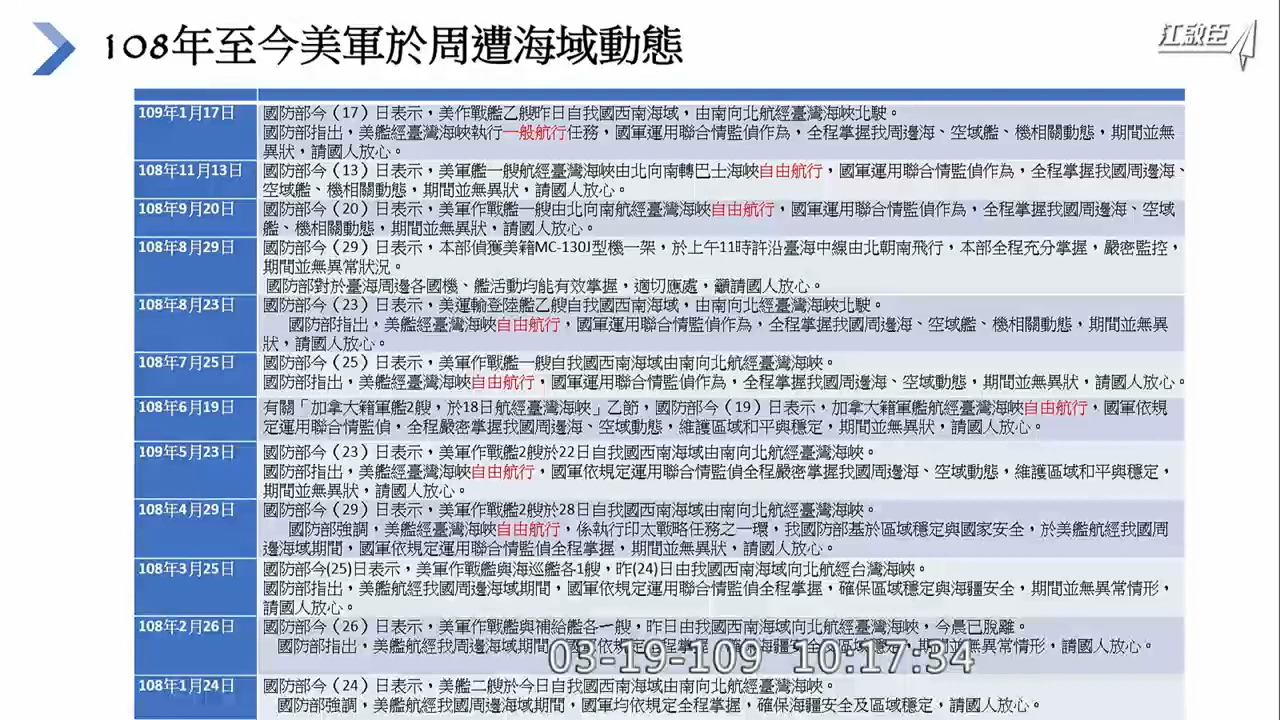 108年至今美軍於周遭海域動態
江啟臣
109年1月17日
國防部今（17）日表示，美作戰艦乙艘昨日自我國西南海域，由南向北航經臺灣海峽北駛。
國防部指出，美艦經臺灣海峽執行一般航行任務，國軍運用聯合情監偵作為，全程掌握我周邊海、空域艦、機相關動態，期間並無
異狀，請國人放心。
108年11月13日
國防部今（13）日表示，美軍艦一艘航經臺灣海峽由北向南轉巴士海峽自由航行，國軍運用聯合情監偵作為，全程掌握我國周邊海、
空域艦、機相關動態，期間並無異狀，請國人放心。
108年9月20日
國防部今（20）日表示，美軍作戰艦一艘由北向南航經臺灣海峽自由航行，國軍運用聯合情監偵作為，全程掌握我國周邊海、空域
艦、機相關動態，期間並無異狀，請國人放心。
108年8月29日
國防部今（29）日表示，本部偵獲美籍MC-130J型機一架，於上午11時許沿臺海中線由北朝南飛行，本部全程充分掌握，嚴密監控，
期間並無異常狀況。
國防部對於臺海周邊各國機、艦活動均能有效掌握，適切應處，籲請國人放心。
108年8月23日
國防部今（23）日表示，美運輸登陸艦乙艘自我國西南海域，由南向北經臺灣海峽北駛。
國防部指出，美艦經臺灣海峽自由航行，國軍運用聯合情監偵作為，全程掌握我國周邊海、空域艦、機相關動態，期間並無異
狀，請國人放心。
108年7月25日
國防部今（25）日表示，美軍作戰艦一艘自我國西南海域由南向北航經臺灣海峽。
國防部指出，美艦經臺灣海峽自由航行，國軍運用聯合情監偵作為，全程掌握我國周邊海、空域動態，期間並無異狀，請國人放心。
108年6月19日
有關「加拿大籍軍艦2艘，於18日航經臺灣海峽」乙節，國防部今（19）日表示，加拿大籍軍艦航經臺灣海峽自由航行，國軍依規
定運用聯合情監偵，全程嚴密掌握我國周邊海、空域動態，維護區域和平與穩定，期間並無異狀，請國人放心。
109年5月23日
國防部今（23）日表示，美軍作戰艦2艘於22日自我國西南海域由南向北航經臺灣海峽。
國防部指出，美艦經臺灣海峽自由航行，國軍依規定運用聯合情監偵全程嚴密掌握我國周邊海、空域動態，維護區域和平與穩定，
期間並無異狀，請國人放心。
108年4月29日
國防部今（29）日表示，美軍作戰艦2艘於28日自我國西南海域由南向北航經臺灣海峽。
國防部強調，美艦經臺灣海峽自由航行，係執行印太戰略任務之一環，我國防部基於區域穩定與國家安全，於美艦航經我國周
邊海域期間，國軍依規定運用聯合情監偵全程掌握，期間並無異狀，請國人放心。
108年3月25日
國防部今(25)日表示，美軍作戰艦與海巡艦各1艘，昨(24)日由我國西南海域向北航經台灣海峽。
國防部指出，美艦航經我國周邊海域期間，國軍依規定運用聯合情監偵全程掌握，確保區域穩定與海疆安全，期間並無異常情形，
請國人放心。
108年2月26日
國防部今（26）日表示，美軍作戰艦與補給艦各一艘，昨日由我國西南海域向北航經臺灣海峽，今晨已脫離。
國防部指出，美艦航經我周邊海域期間，國軍依規定全程掌握，確保海疆安全與區域穩定，期間並無異常情形，請國人放心。
03-19-109 10:17:34
108年1月24日
國防部今（24）日表示，美艦二艘於今日自我國西南海域由南向北航經臺灣海峽。
國防部強調，美艦航經我國周邊海域期間，國軍均依規定全程掌握，確保海疆安全及區域穩定，請國人放心。